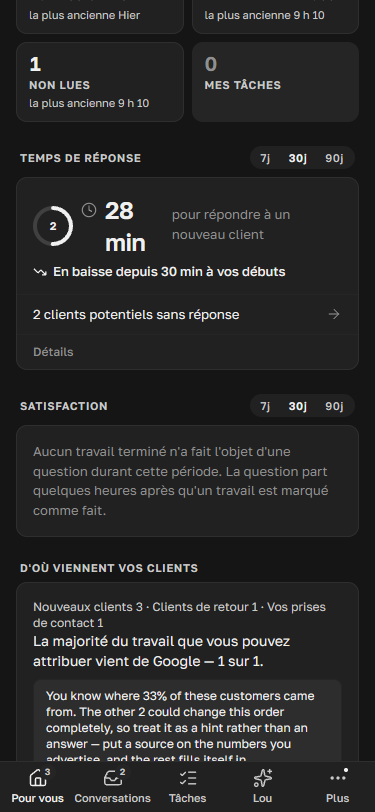 la plus ancienne Hier
la plus ancienne 9 h 10
1
NON LUES
la plus ancienne 9 h 10
0
MES TÂCHES
TEMPS DE RÉPONSE
7j 30j 90j
2
28
min
pour répondre à un
nouveau client
En baisse depuis 30 min à vos débuts
2 clients potentiels sans réponse
Détails
SATISFACTION
7j 30j 90j
Aucun travail terminé n'a fait l'objet d'une
question durant cette période. La question part
quelques heures après qu'un travail est marqué
comme fait.
D'OÙ VIENNENT VOS CLIENTS
Nouveaux clients 3 · Clients de retour 1 · Vos prises
de contact 1
La majorité du travail que vous pouvez
attribuer vient de Google — 1 sur 1.
You know where 33% of these customers came
from. The other 2 could change this order
completely, so treat it as a hint rather than an
answer — put a source on the numbers you
advertise, and the rest fills itself in
3
Pour vous
2
Conversations
Tâches
Lou
Plus